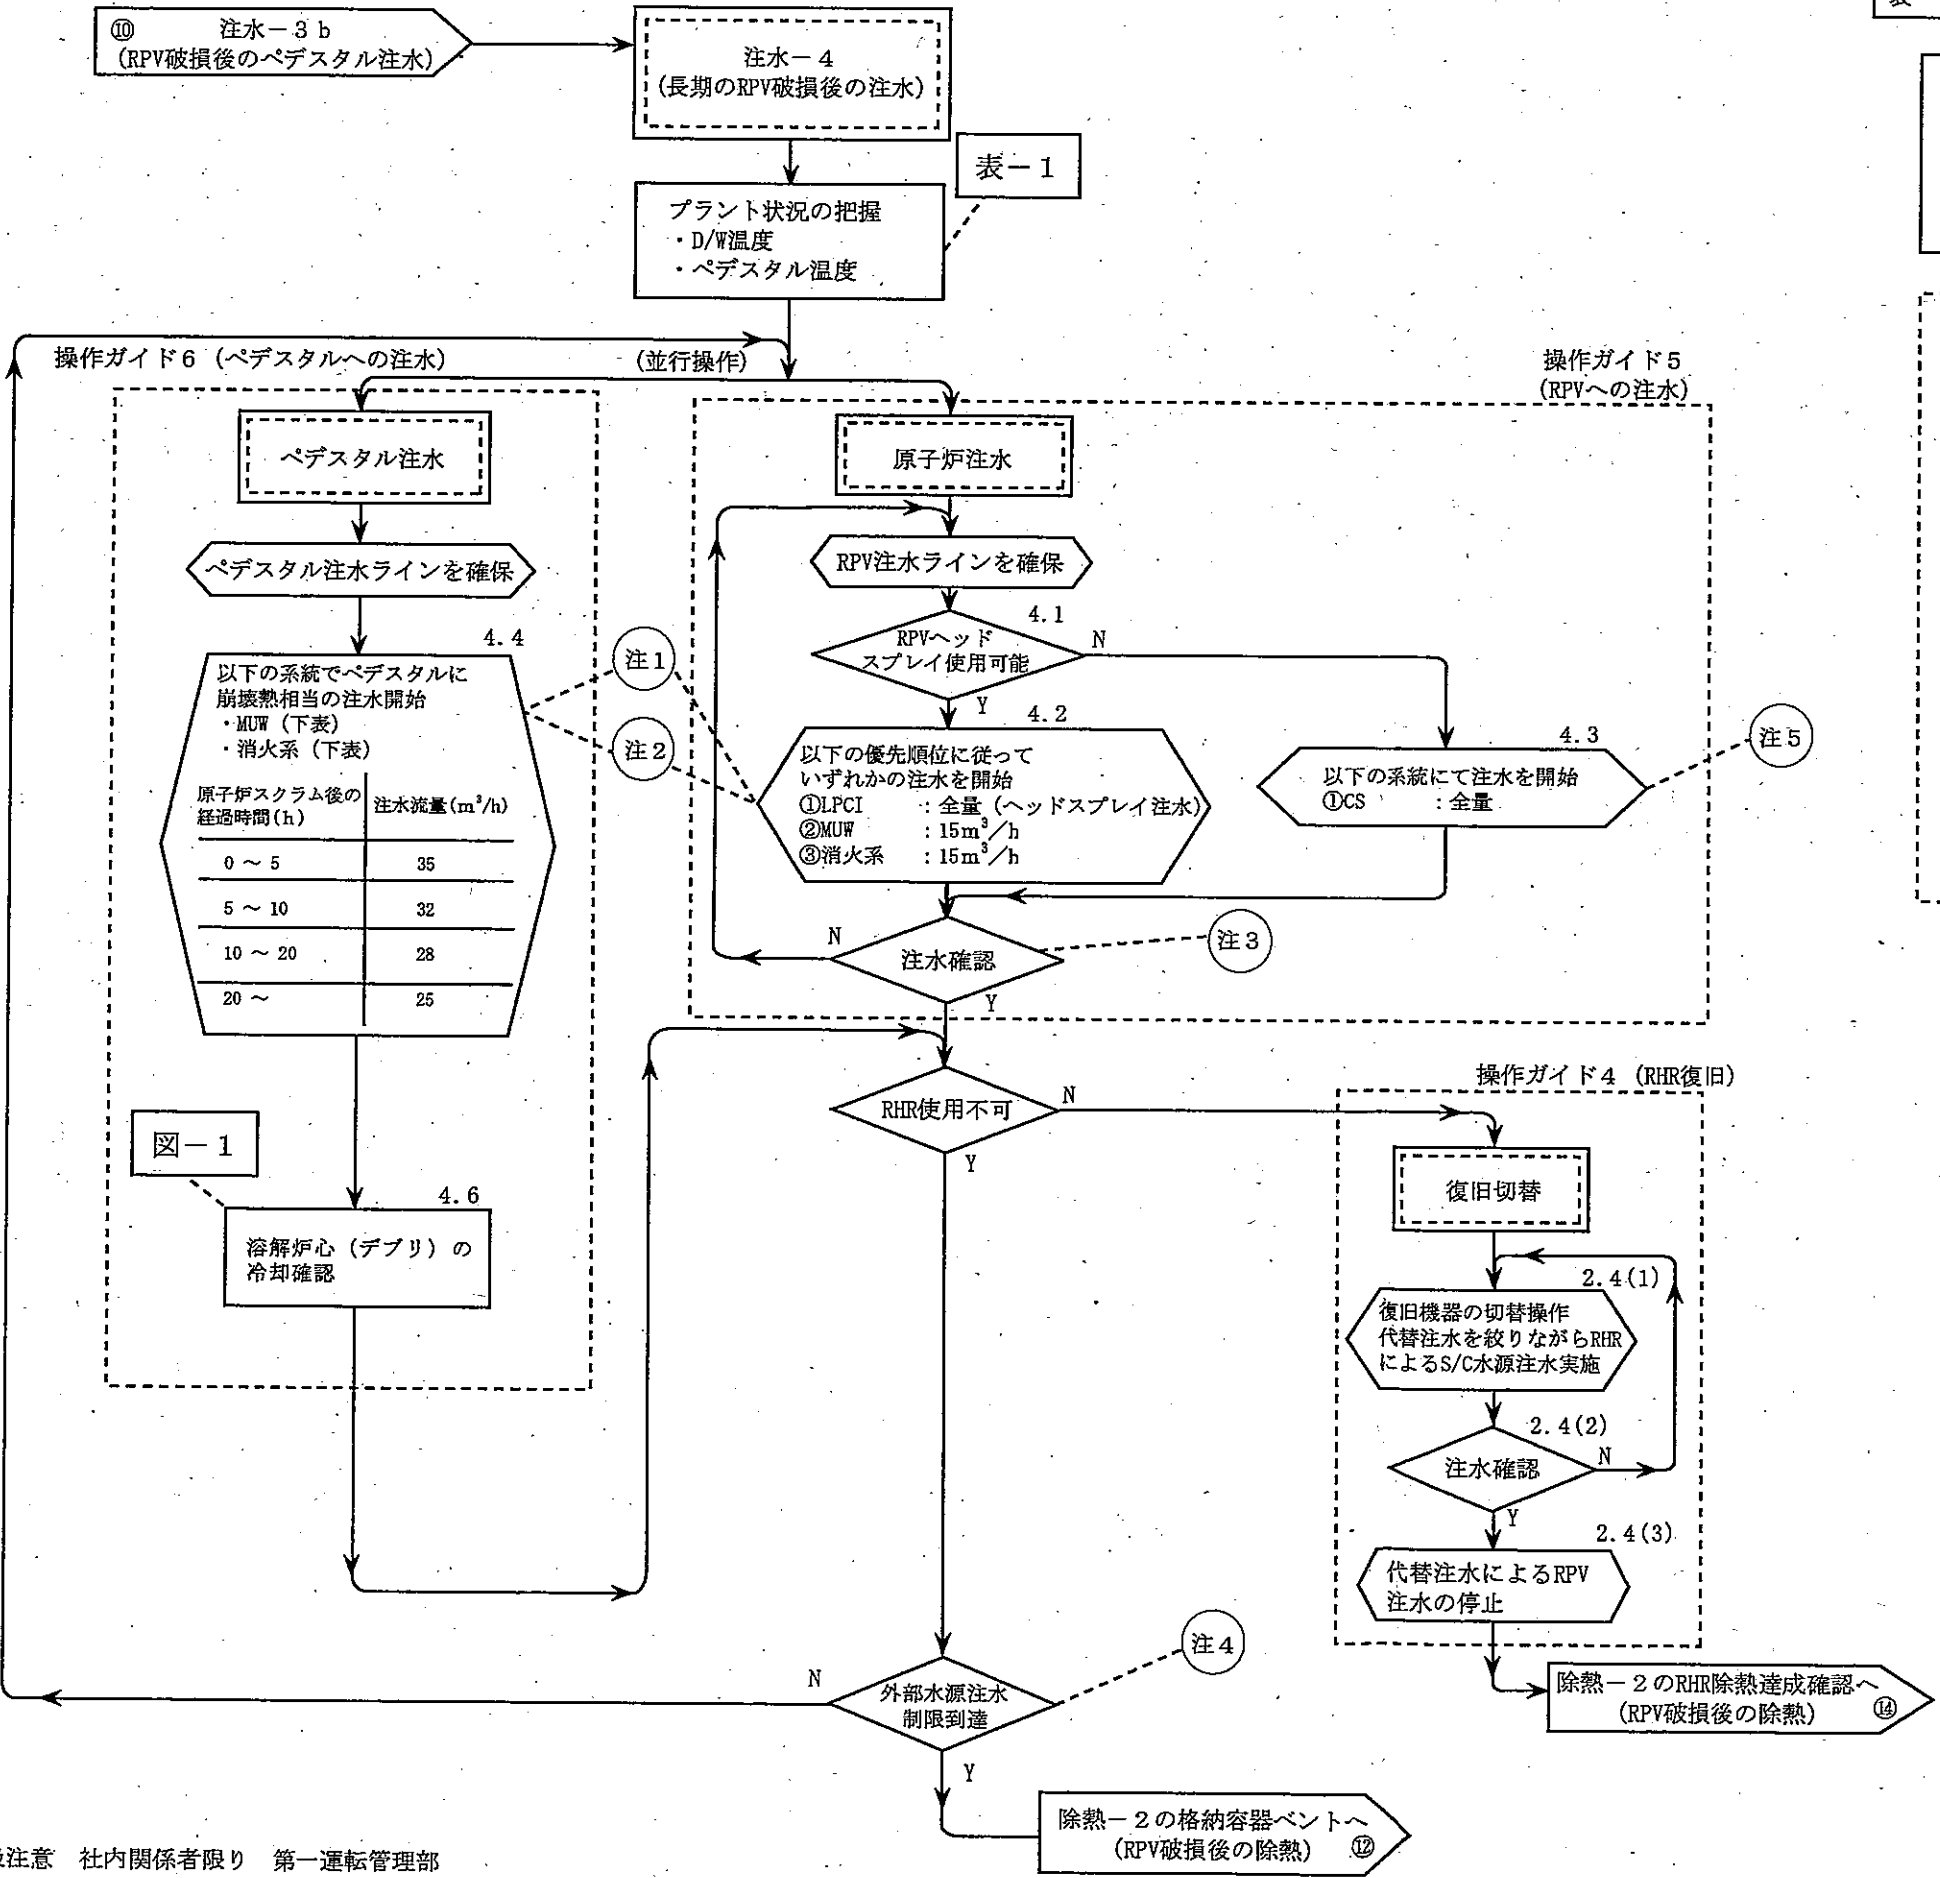 ⑩ 注水－３ｂ
(RPV破損後のペデスタル注水)
注水－４
(長期のRPV破損後の注水)
表－１
プラント状況の把握
・D/W温度
・ペデスタル温度
操作ガイド６（ペデスタルへの注水）
(並行操作)
操作ガイド５
(RPVへの注水)
ペデスタル注水
ペデスタル注水ラインを確保
4.4
以下の系統でペデスタルに
崩壊熱相当の注水開始
・MUW（下表）
・消火系（下表）
原子炉スクラム後の
経過時間(h)
注水流量(m³/h)
0 ～ 5 35
5 ～ 10 32
10 ～ 20 28
20 ～ 25
図－１
4.6
溶解炉心（デブリ）の
冷却確認
注１
注２
原子炉注水
RPV注水ラインを確保
4.1
RPVヘッド
スプレイ使用可能
N
Y
4.2
以下の優先順位に従って
いずれかの注水を開始
①LPCI ：全量（ヘッドスプレイ注水）
②MUW ：15m³／h
③消火系 ：15m³／h
4.3
以下の系統にて注水を開始
①CS ：全量
注５
注水確認
N
Y
注３
RHR使用不可
N
Y
操作ガイド４（RHR復旧）
復旧切替
2.4(1)
復旧機器の切替操作
代替注水を絞りながらRHR
によるS/C水源注水実施
2.4(2)
注水確認
N
Y
2.4(3)
代替注水によるRPV
注水の停止
除熱－２のRHR除熱達成確認へ
(RPV破損後の除熱) ⑭
注４
外部水源注水
制限到達
N
Y
除熱－２の格納容器ベントへ
(RPV破損後の除熱) ⑫
注意 社内関係者限り 第一運転管理部